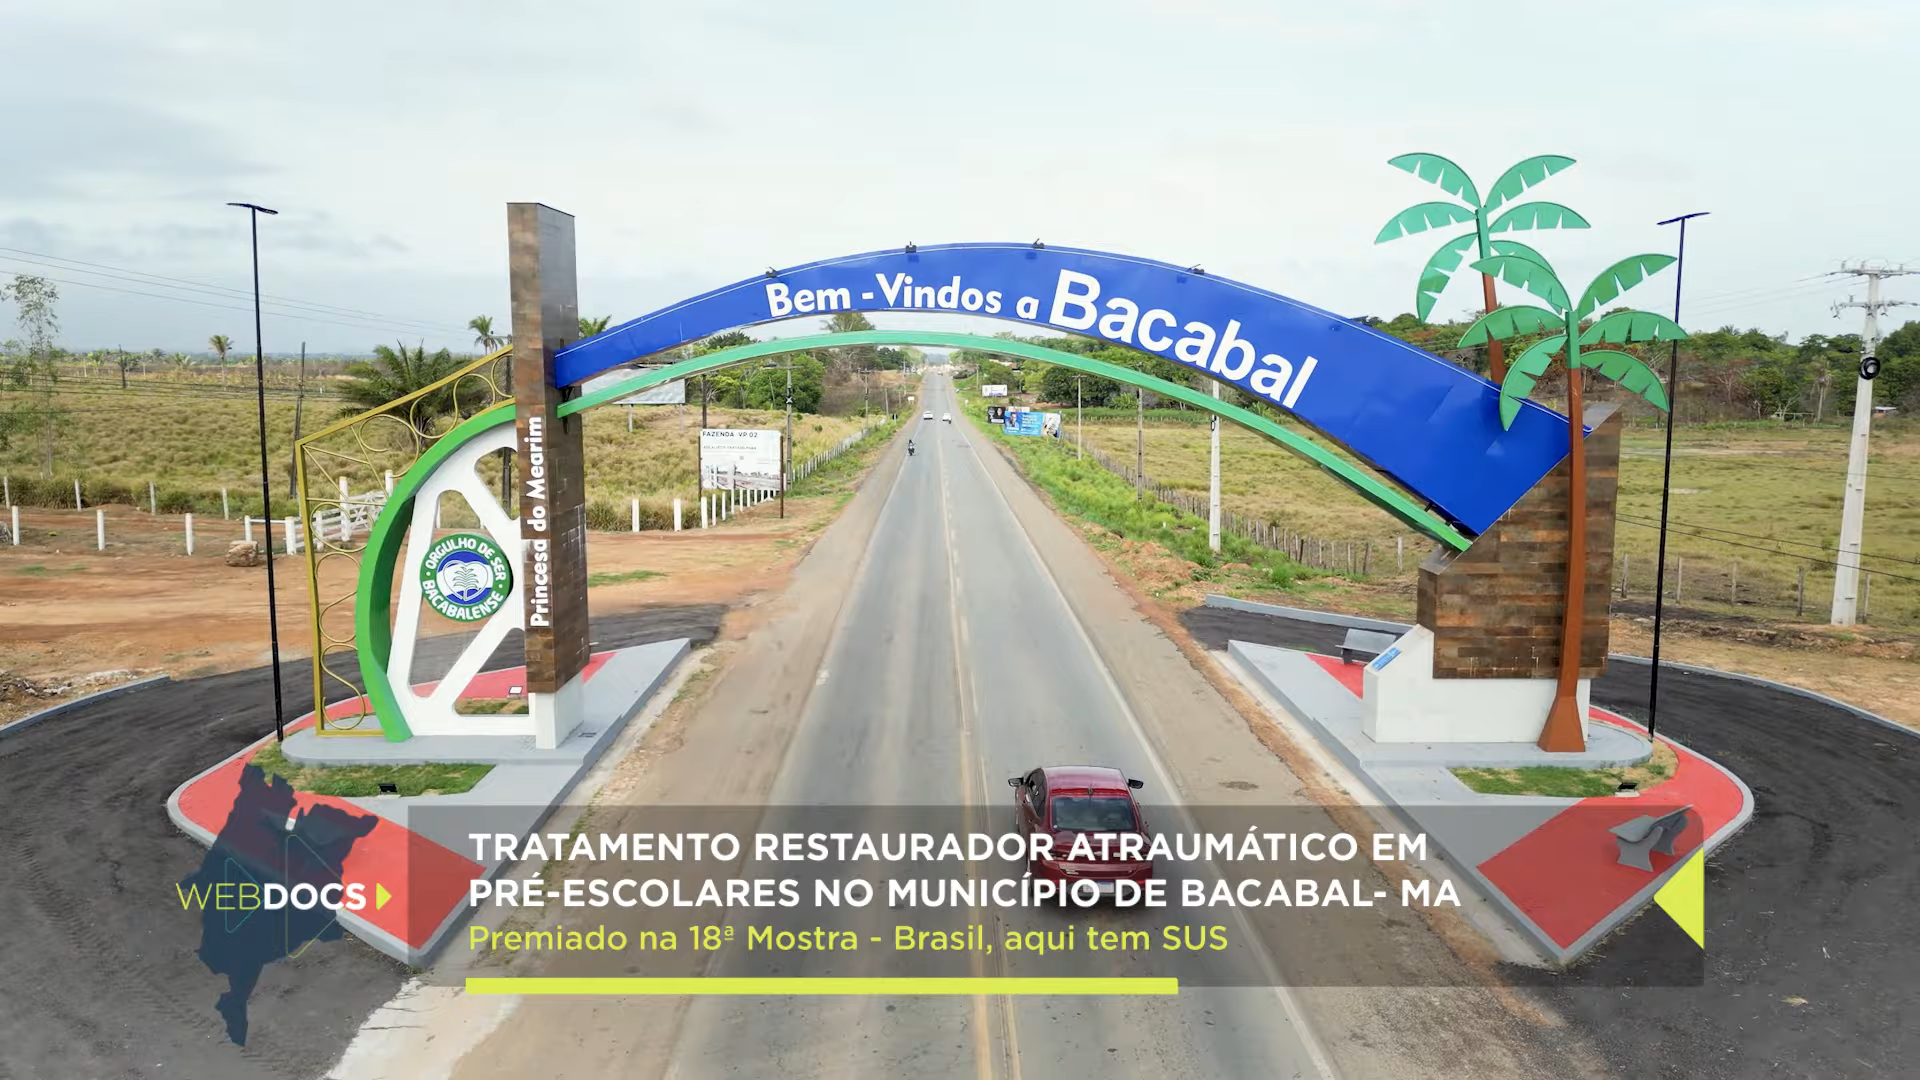 Bem-Vindos a Bacabal
Princesa do Mearim
ORGULHO DE SER
BACABALENSE
FAZENDA VP 02
WEBDOCS
TRATAMENTO RESTAURADOR ATRAUMÁTICO EM
PRÉ-ESCOLARES NO MUNICÍPIO DE BACABAL- MA
Premiado na 18ª Mostra - Brasil, aqui tem SUS